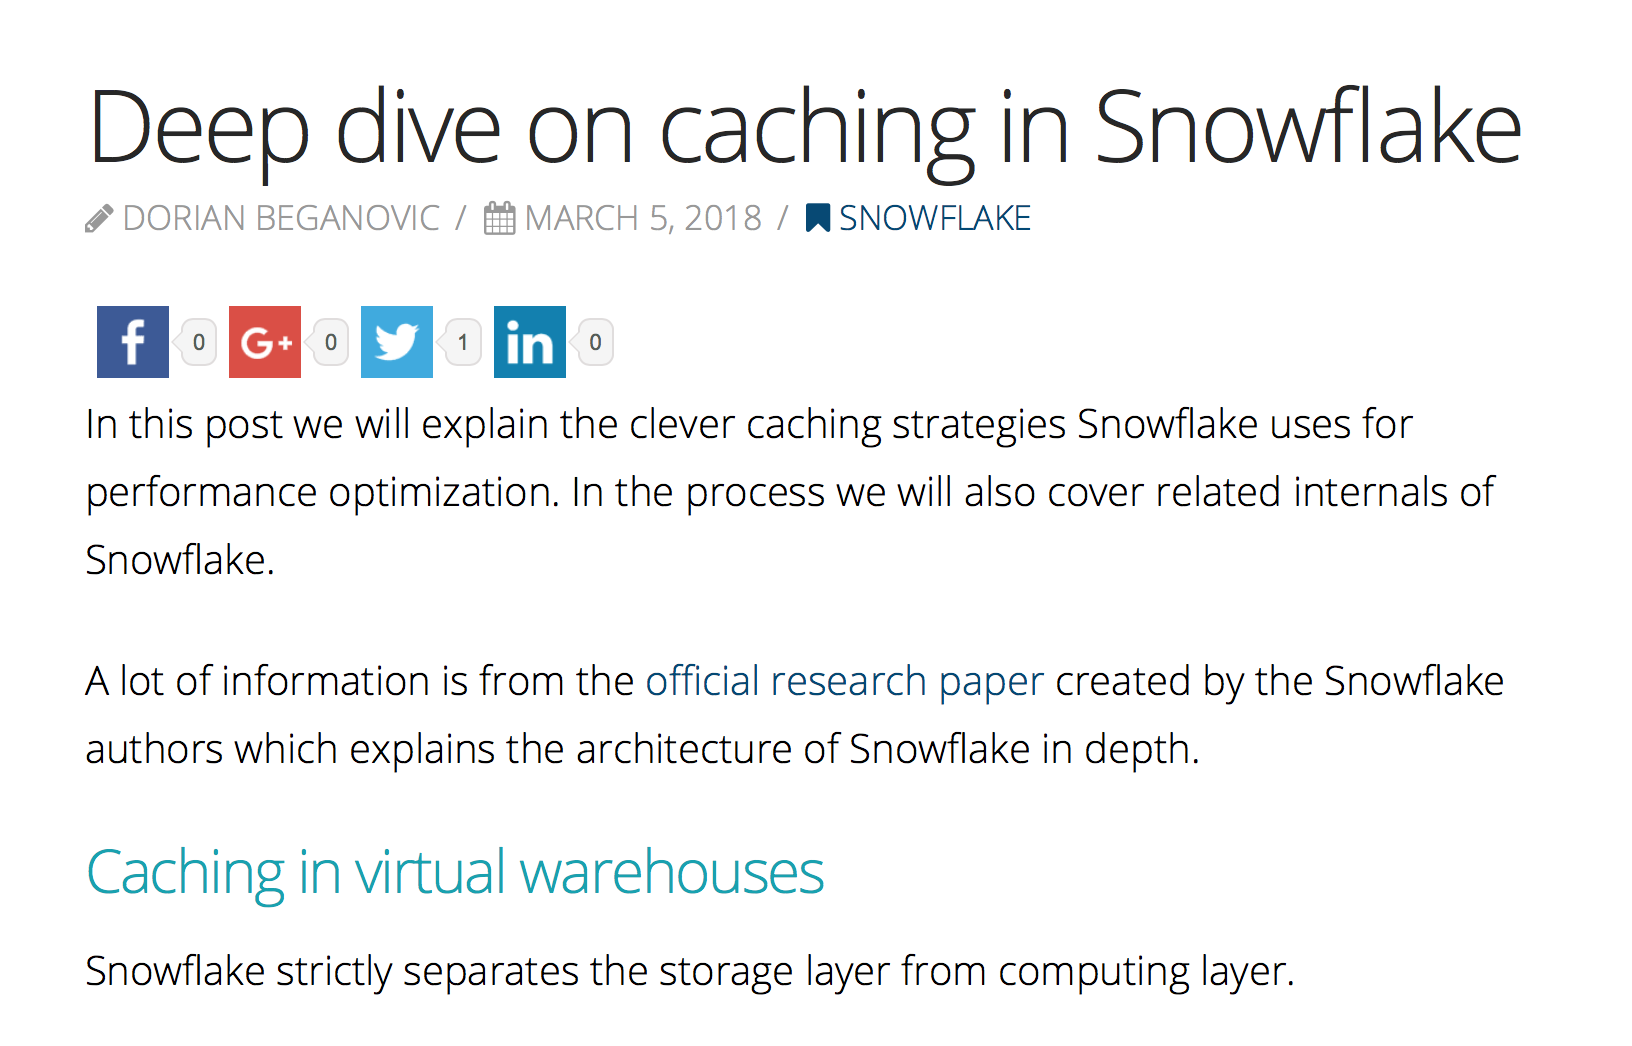 Deep dive on caching in Snowflake
DORIAN BEGANOVIC / MARCH 5, 2018 / SNOWFLAKE
f 0 G+ 0 1 in 0
In this post we will explain the clever caching strategies Snowflake uses for
performance optimization. In the process we will also cover related internals of
Snowflake.
A lot of information is from the official research paper created by the Snowflake
authors which explains the architecture of Snowflake in depth.
Caching in virtual warehouses
Snowflake strictly separates the storage layer from computing layer.